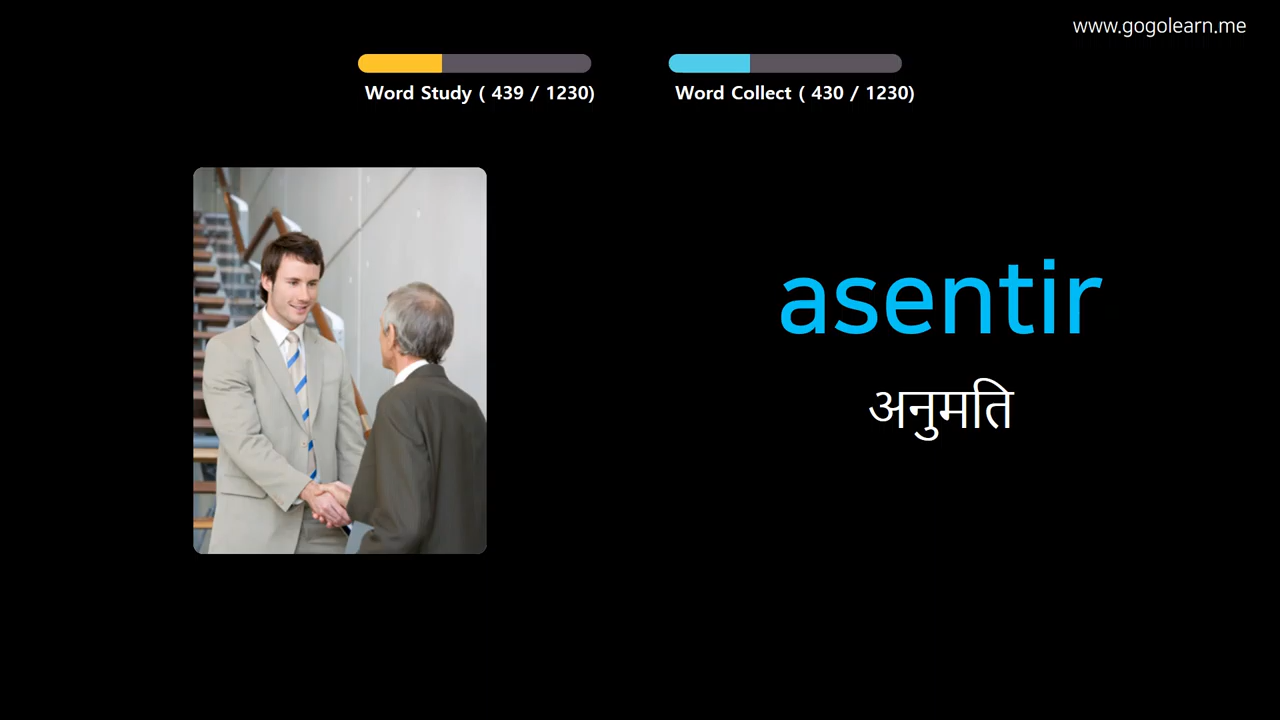 www.gogolearn.me
Word Study ( 439 / 1230)
Word Collect ( 430 / 1230)
asentir
अनुमति